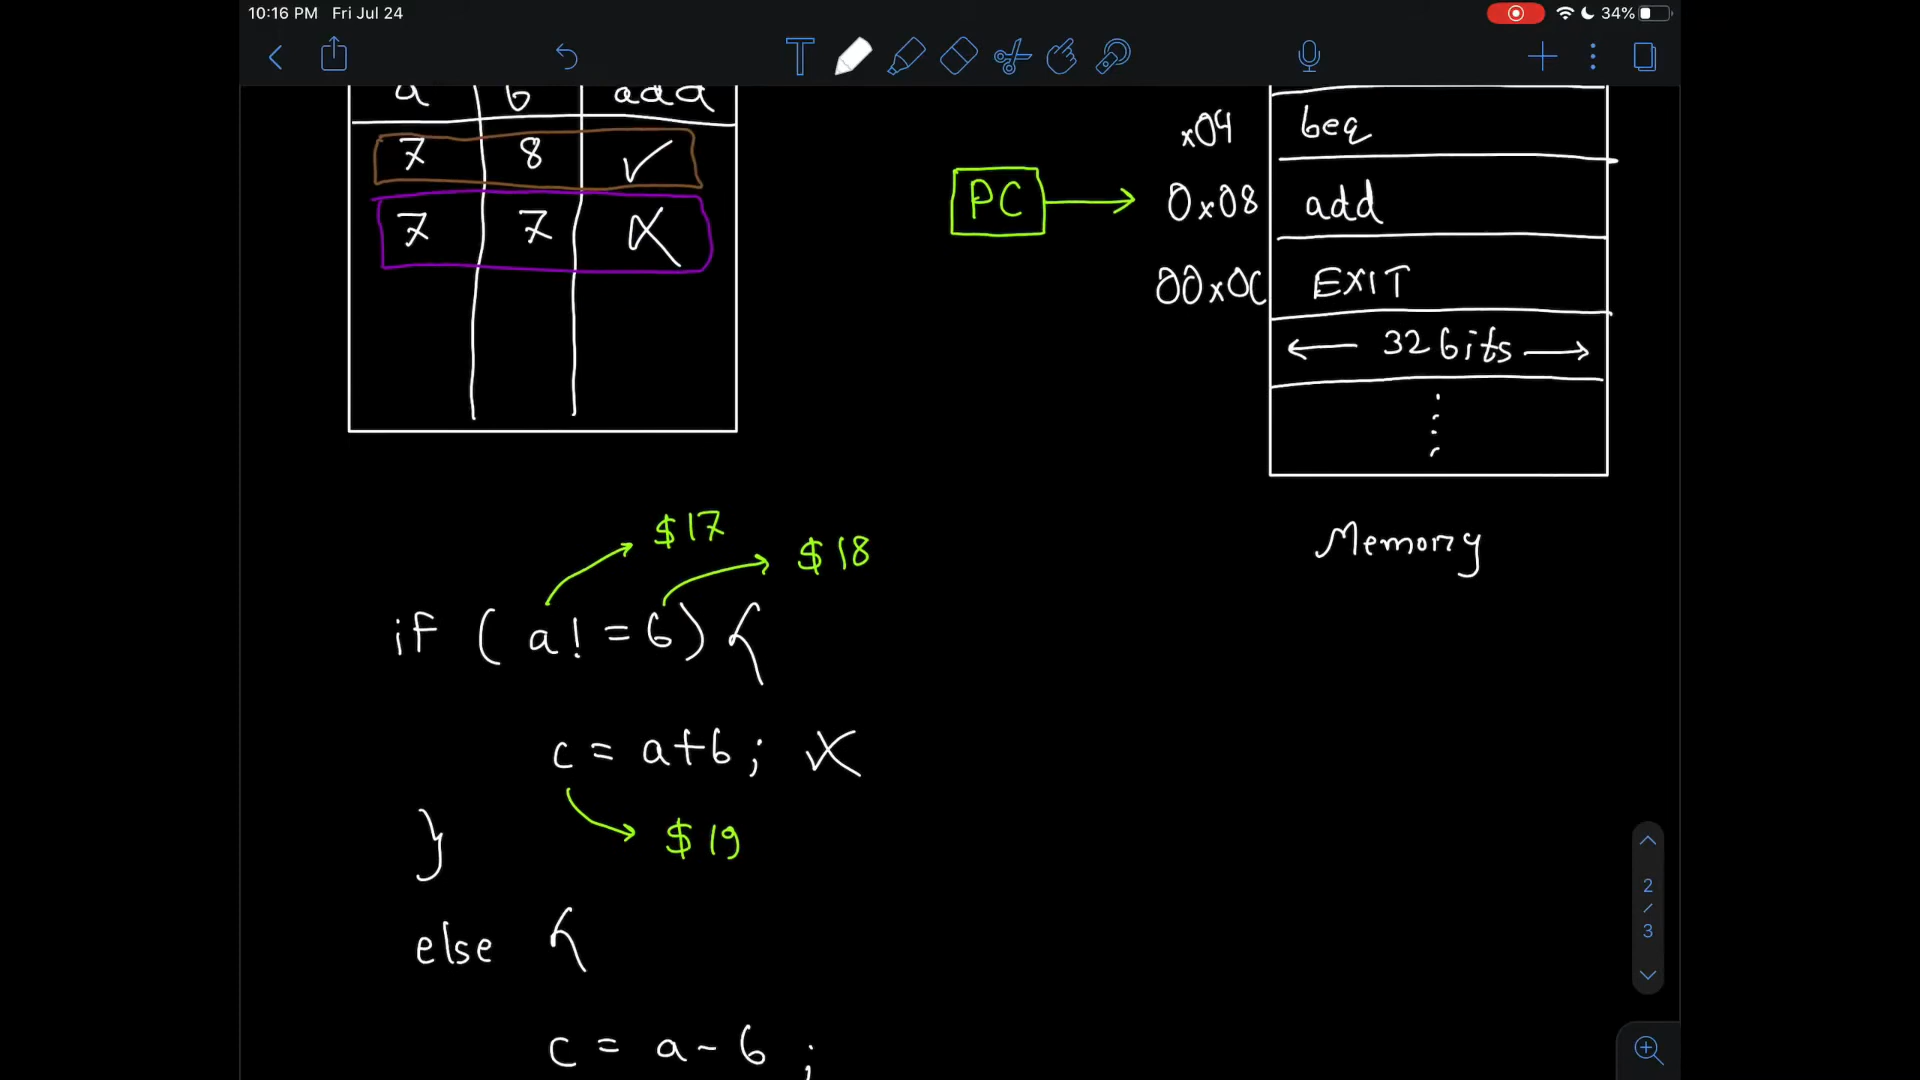 10:16 PM Fri Jul 24
34%
a b add
7 8 ✓
7 7 X
x04 beq
PC → 0x08 add
00x0C EXIT
← 32 bits →
Memory
$17
$18
if ( a! = b) {
c = a+b ;
$19
}
else {
c = a - b ;
2
/
3